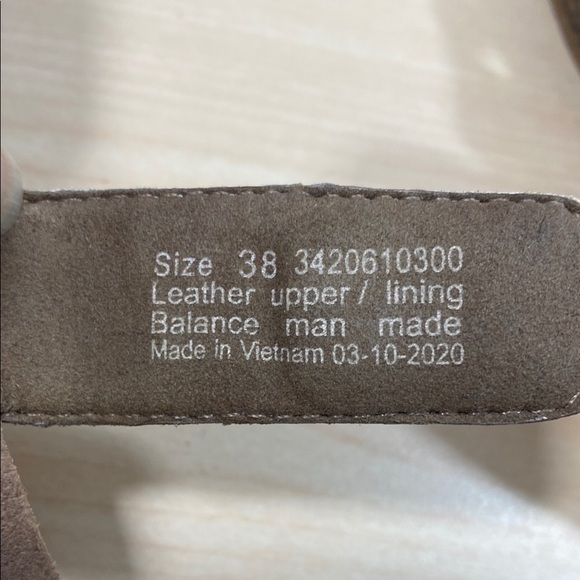 Size 38 3420610300
Leather upper / lining
Balance man made
Made in Vietnam 03-10-2020